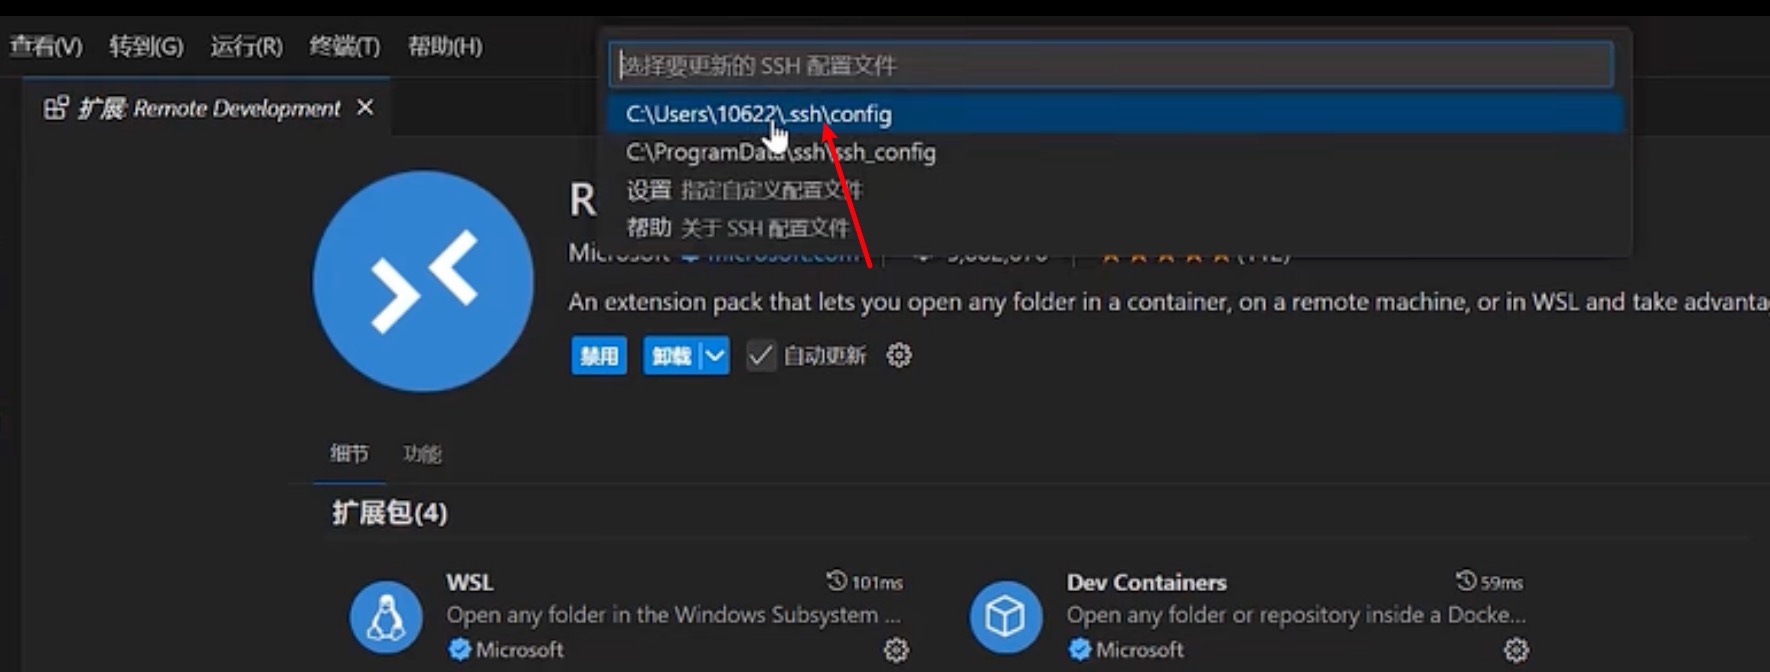 查看(V) 转到(G) 运行(R) 终端(T) 帮助(H)
选择要更新的 SSH 配置文件
扩展: Remote Development
C:\Users\10622\.ssh\config
C:\ProgramData\ssh\ssh_config
设置 指定自定义配置文件
帮助 关于 SSH 配置文件
R
Microsoft microsoft.com
An extension pack that lets you open any folder in a container, on a remote machine, or in WSL and take advanta
禁用 卸载 自动更新
细节 功能
扩展包(4)
WSL 101ms
Open any folder in the Windows Subsystem ...
Microsoft
Dev Containers 59ms
Open any folder or repository inside a Docke...
Microsoft